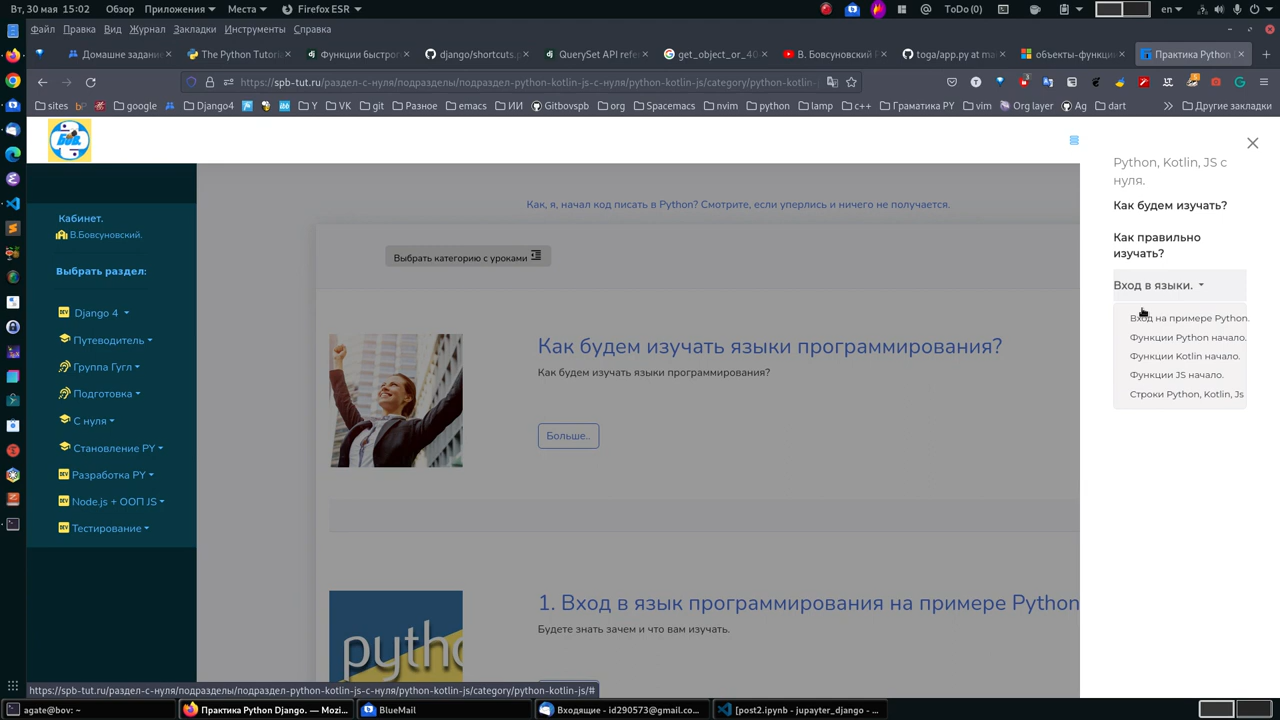 Вт, 30 мая 15:02
Обзор
Приложения
Места
Firefox ESR
ToDo(0)
en
Файл Правка Вид Журнал Закладки Инструменты Справка
Домашне задани
The Python Tutori
Функции быстрог
django/shortcuts.p
QuerySet API refe
get_object_or_40
В. Бовсуновский Р
toga/app.py at ma
объекты-функци
Практика Python
https://spb-tut.ru/раздел-с-нуля/подразделы/подраздел-python-kotlin-js-с-нуля/python-kotlin-js/category/python-kotlin-
sites
bP
google
Django4
Y
VK
git
Разное
emacs
ИИ
Gitbovspb
org
Spacemacs
nvim
python
lamp
c++
Граматика PY
vim
Org layer
Ag
dart
Другие закладки
БОВ.
Python, Kotlin, JS с
нуля.
Как будем изучать?
Как правильно
изучать?
Вход в языки.
Вход на примере Python.
Функции Python начало.
Функции Kotlin начало.
Функции JS начало.
Строки Python, Kotlin, Js
Кабинет.
В.Бовсуновский.
Выбрать раздел:
Django 4
Путеводитель
Группа Гугл
Подготовка
С нуля
Становление PY
Разработка PY
Node.js + ООП JS
Тестирование
Как, я, начал код писать в Python? Смотрите, если уперлись и ничего не получается.
Выбрать категорию с уроками
Как будем изучать языки программирования?
Как будем изучать языки программирования?
Больше..
1. Вход в язык программирования на примере Python
Будете знать зачем и что вам изучать.
pytho
https://spb-tut.ru/раздел-с-нуля/подразделы/подраздел-python-kotlin-js-с-нуля/python-kotlin-js/category/python-kotlin-js/#
agate@bov: ~
Практика Python Django. — Mozi...
BlueMail
Входящие - id290573@gmail.co...
[post2.ipynb - jupayter_django - ...